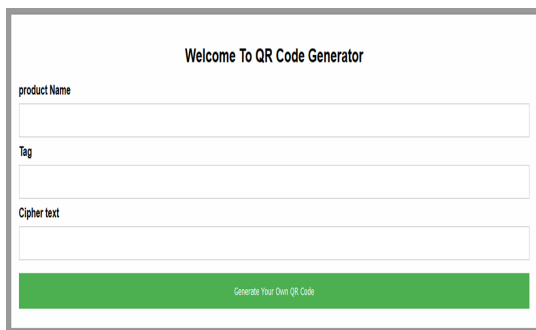 Welcome To QR Code Generator
product Name
Tag
Cipher text
Generate Your Own QR Code